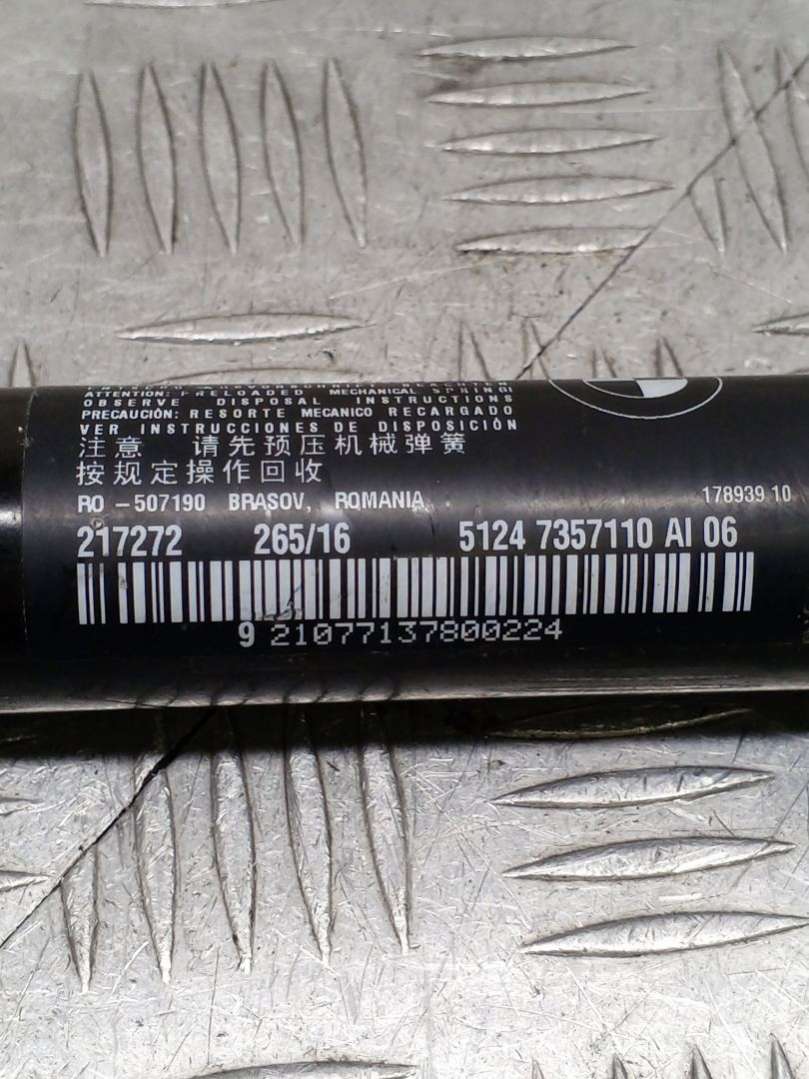 ATTENTION: PRELOADED MECHANICAL SPRING!
OBSERVE DISPOSAL INSTRUCTIONS
PRECAUCIÓN: RESORTE MECANICO RECARGADO
VER INSTRUCCIONES DE DISPOSICIÓN
注意 请先预压机械弹簧
按规定操作回收
RO - 507190 BRASOV, ROMANIA
178939 10
217272 265/16 5124 7357110 AI 06
9 21077137800224